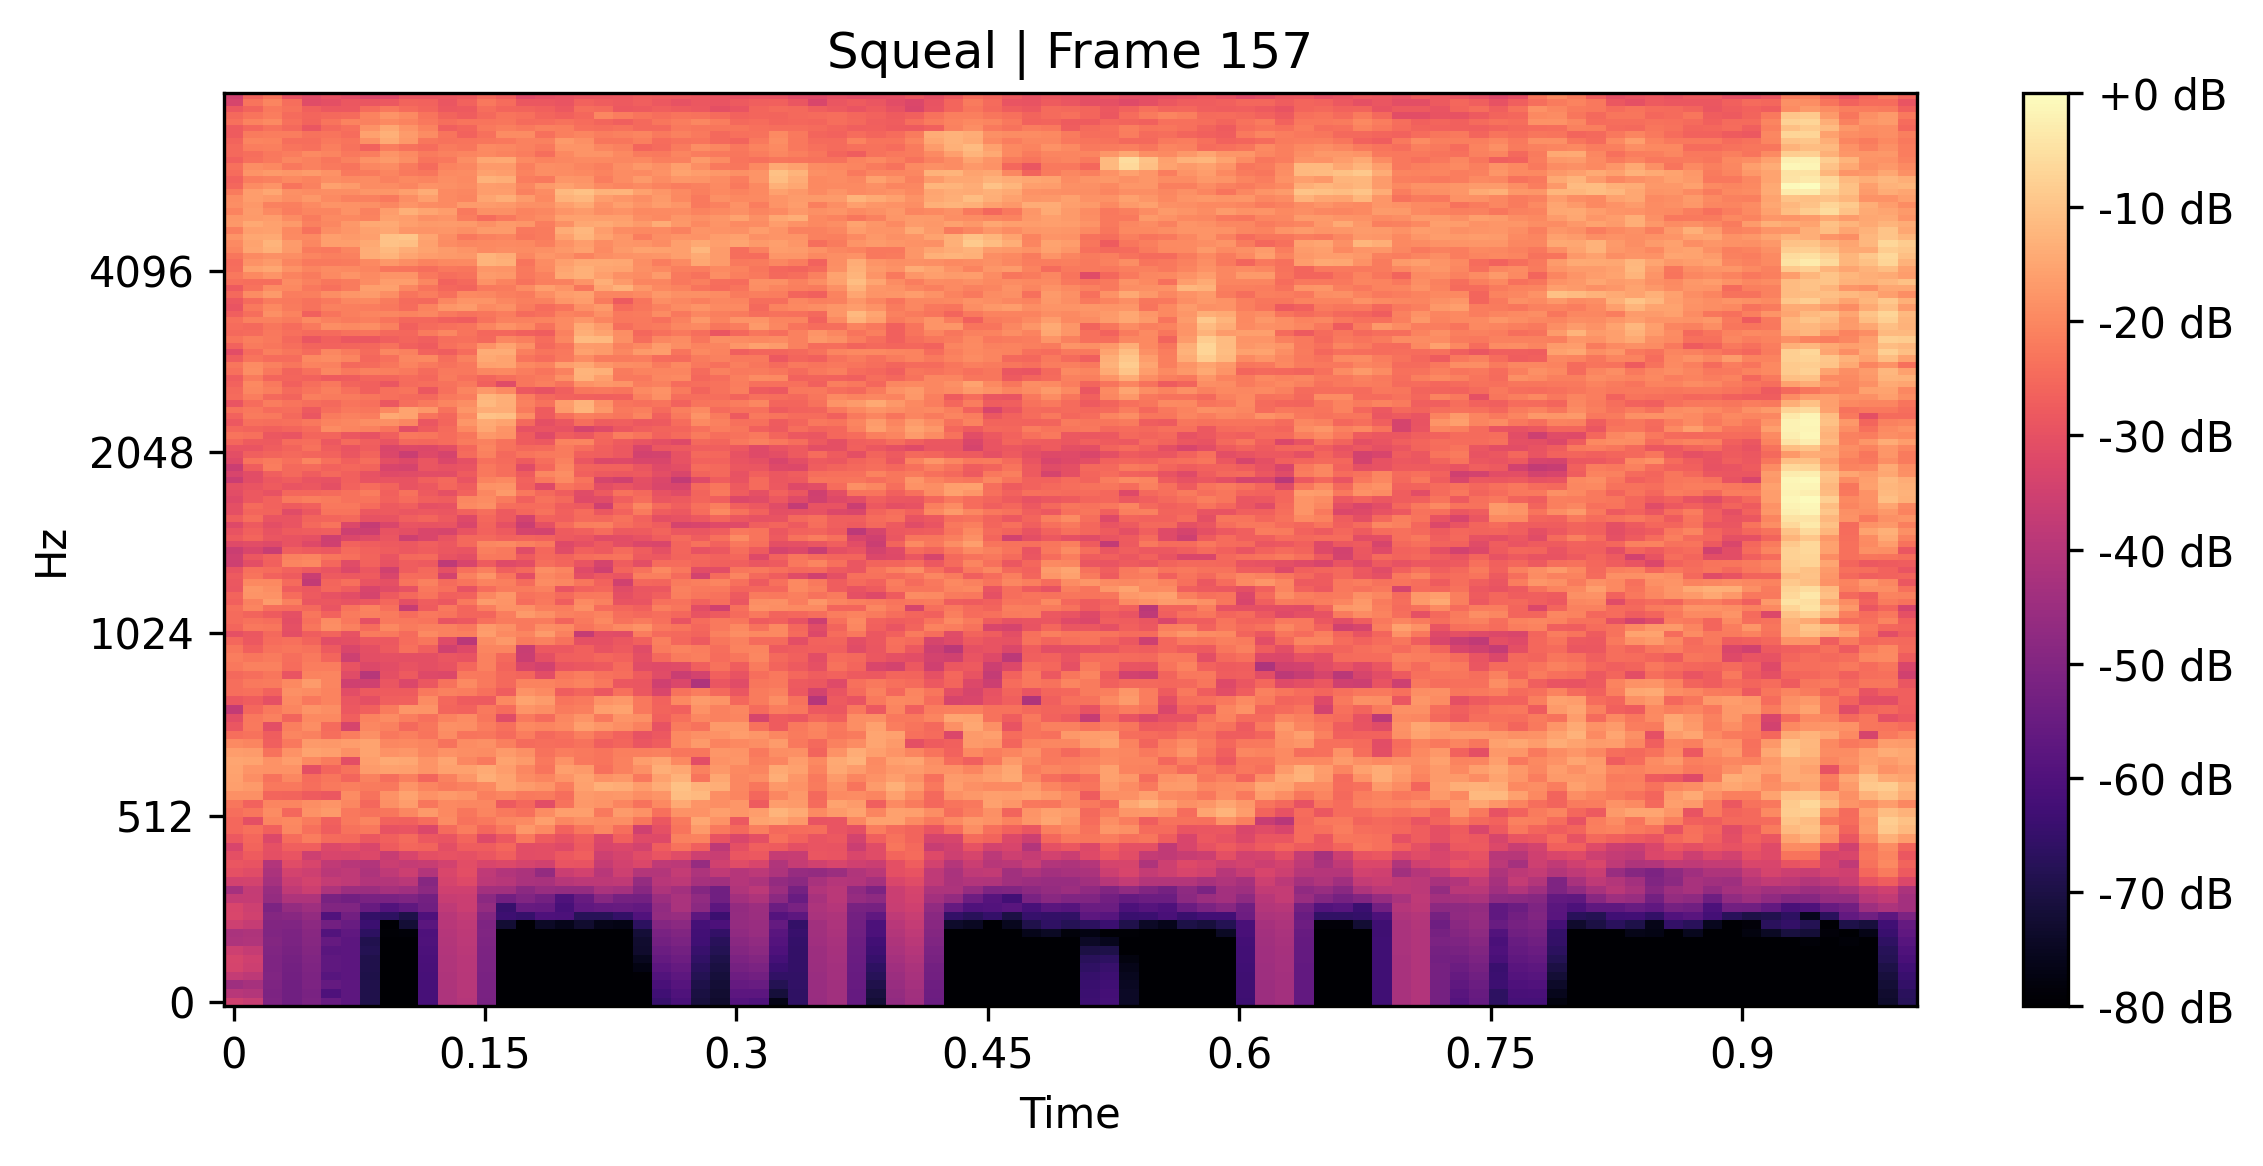 Squeal | Frame 157
Hz
4096
2048
1024
512
0
0 0.15 0.3 0.45 0.6 0.75 0.9
Time
+0 dB
-10 dB
-20 dB
-30 dB
-40 dB
-50 dB
-60 dB
-70 dB
-80 dB